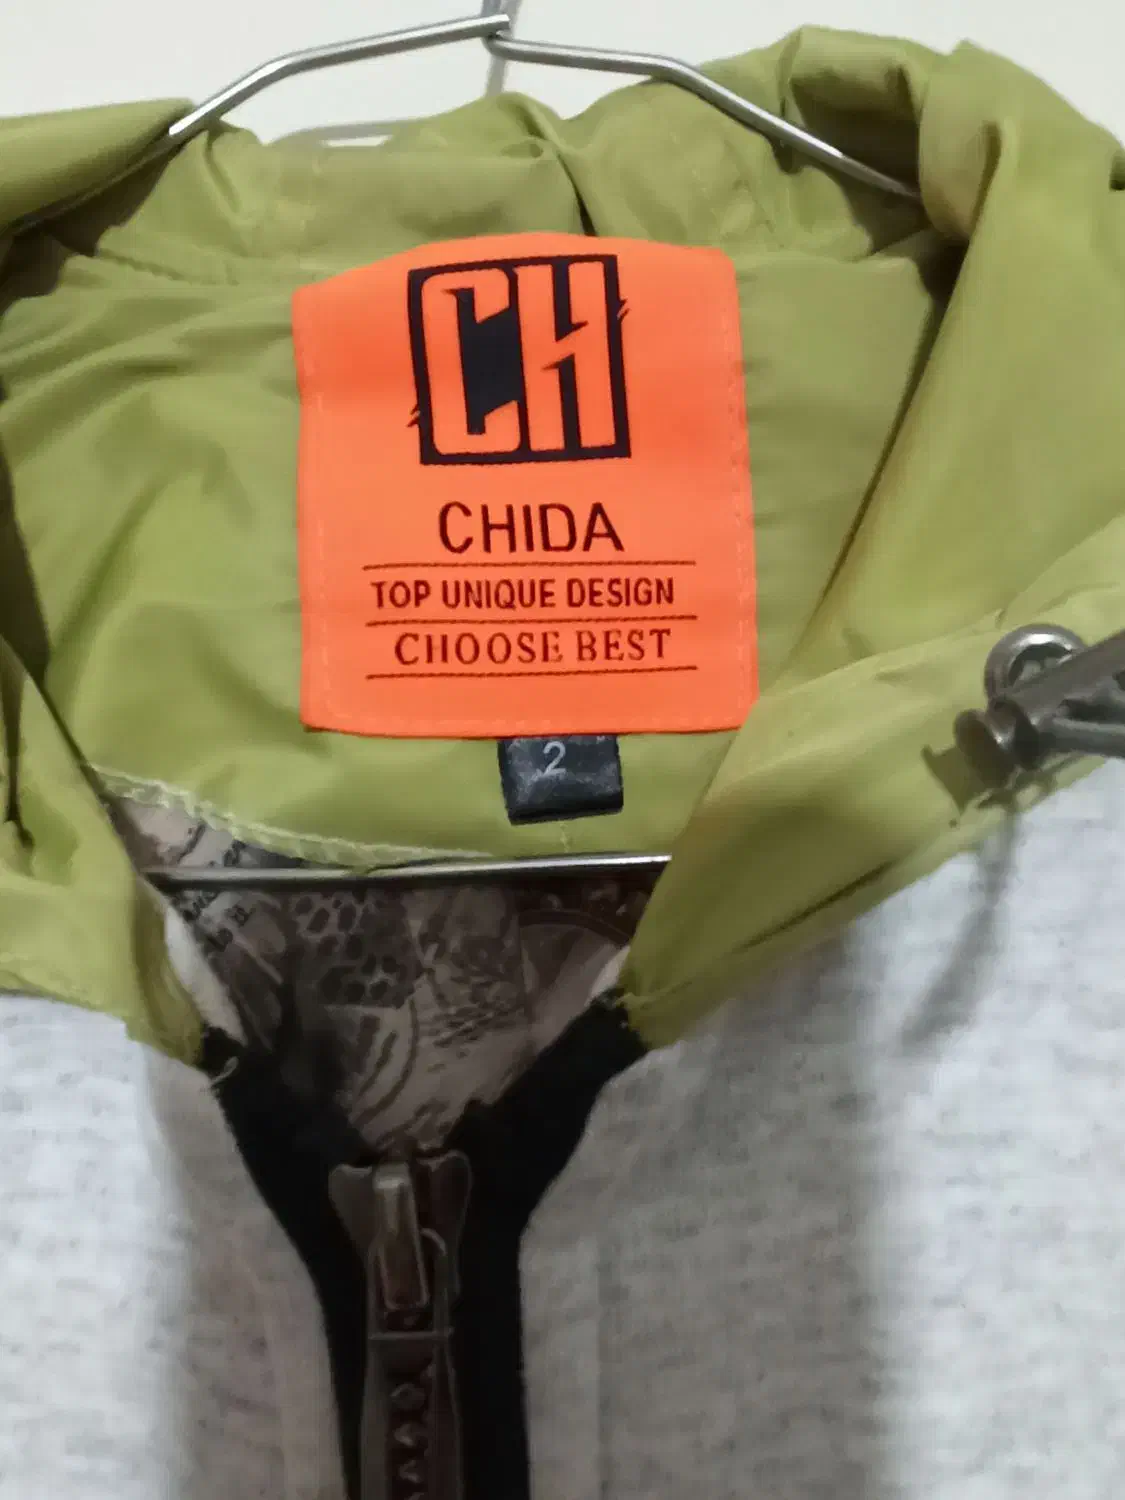 CH
CHIDA
TOP UNIQUE DESIGN
CHOOSE BEST
2